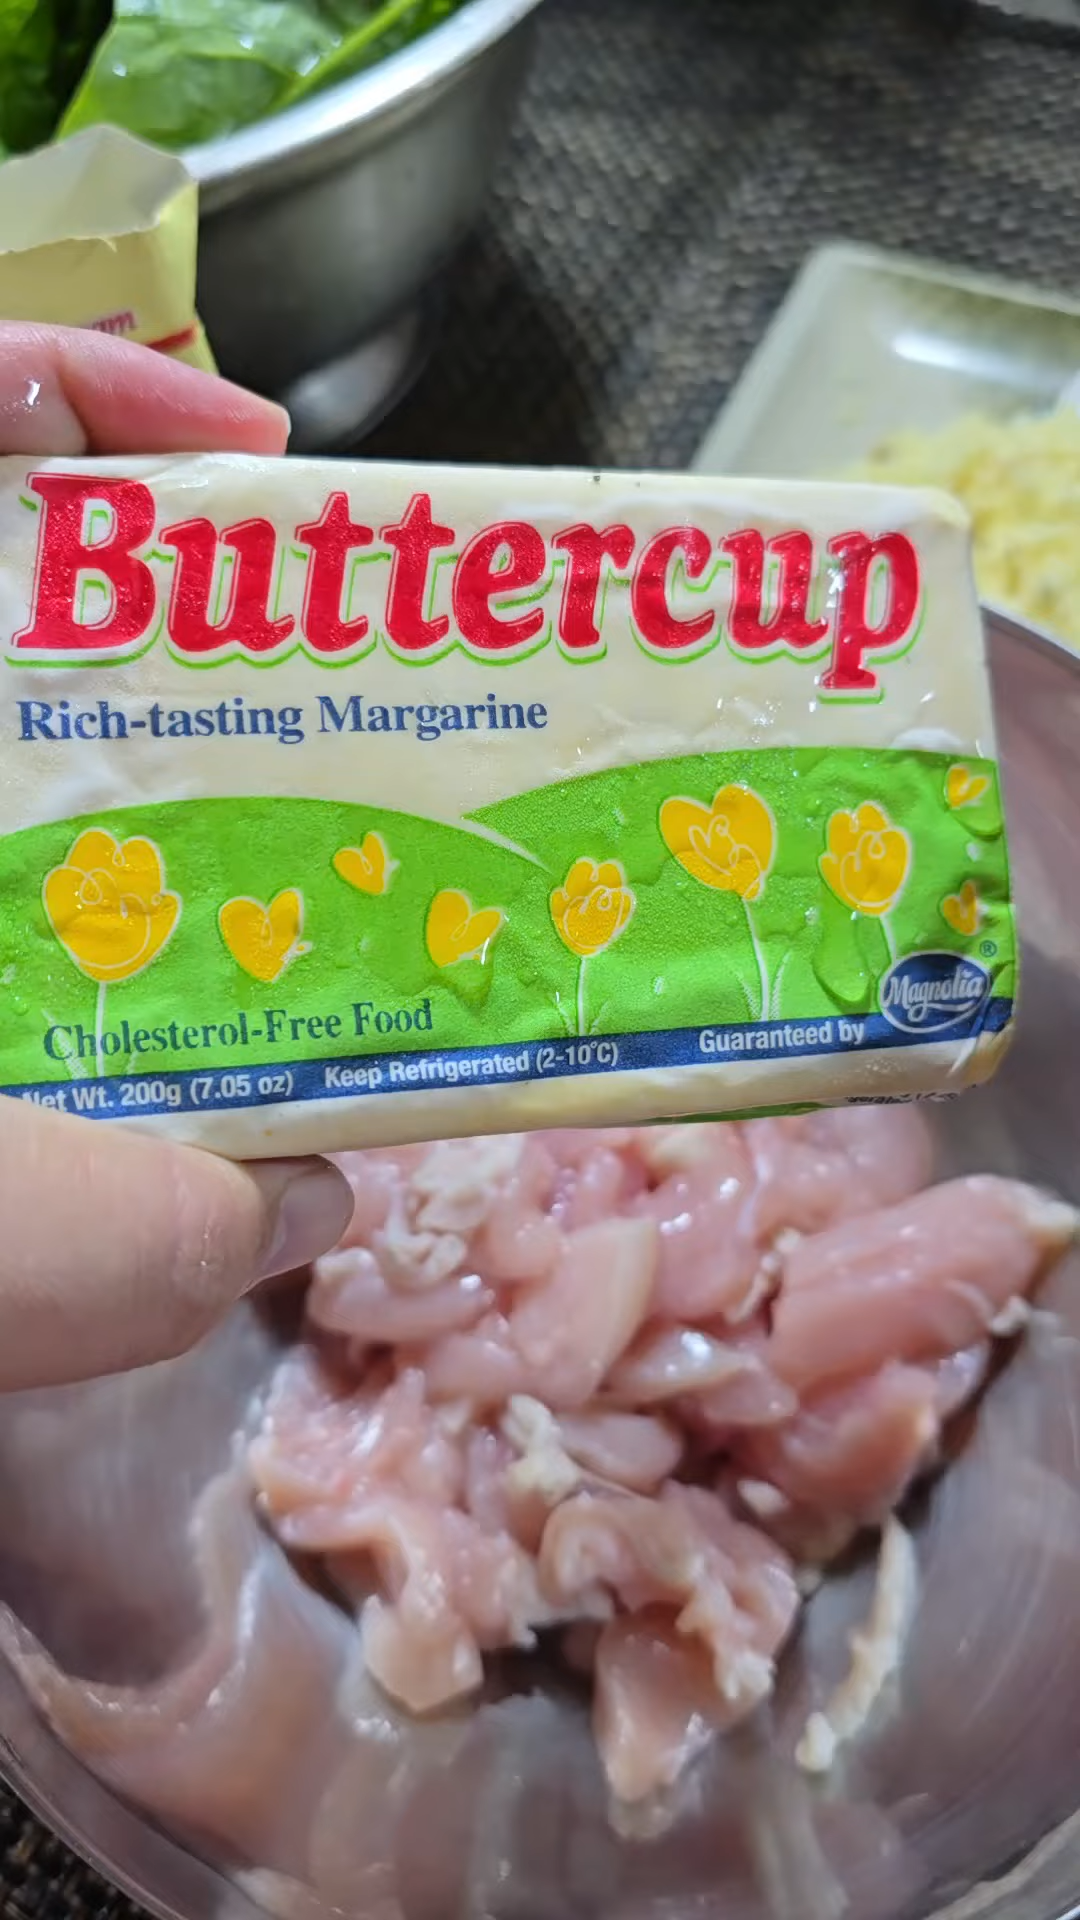 Buttercup
Rich-tasting Margarine
Cholesterol-Free Food
Net Wt. 200g (7.05 oz) Keep Refrigerated (2-10°C) Guaranteed by
Magnolia ®